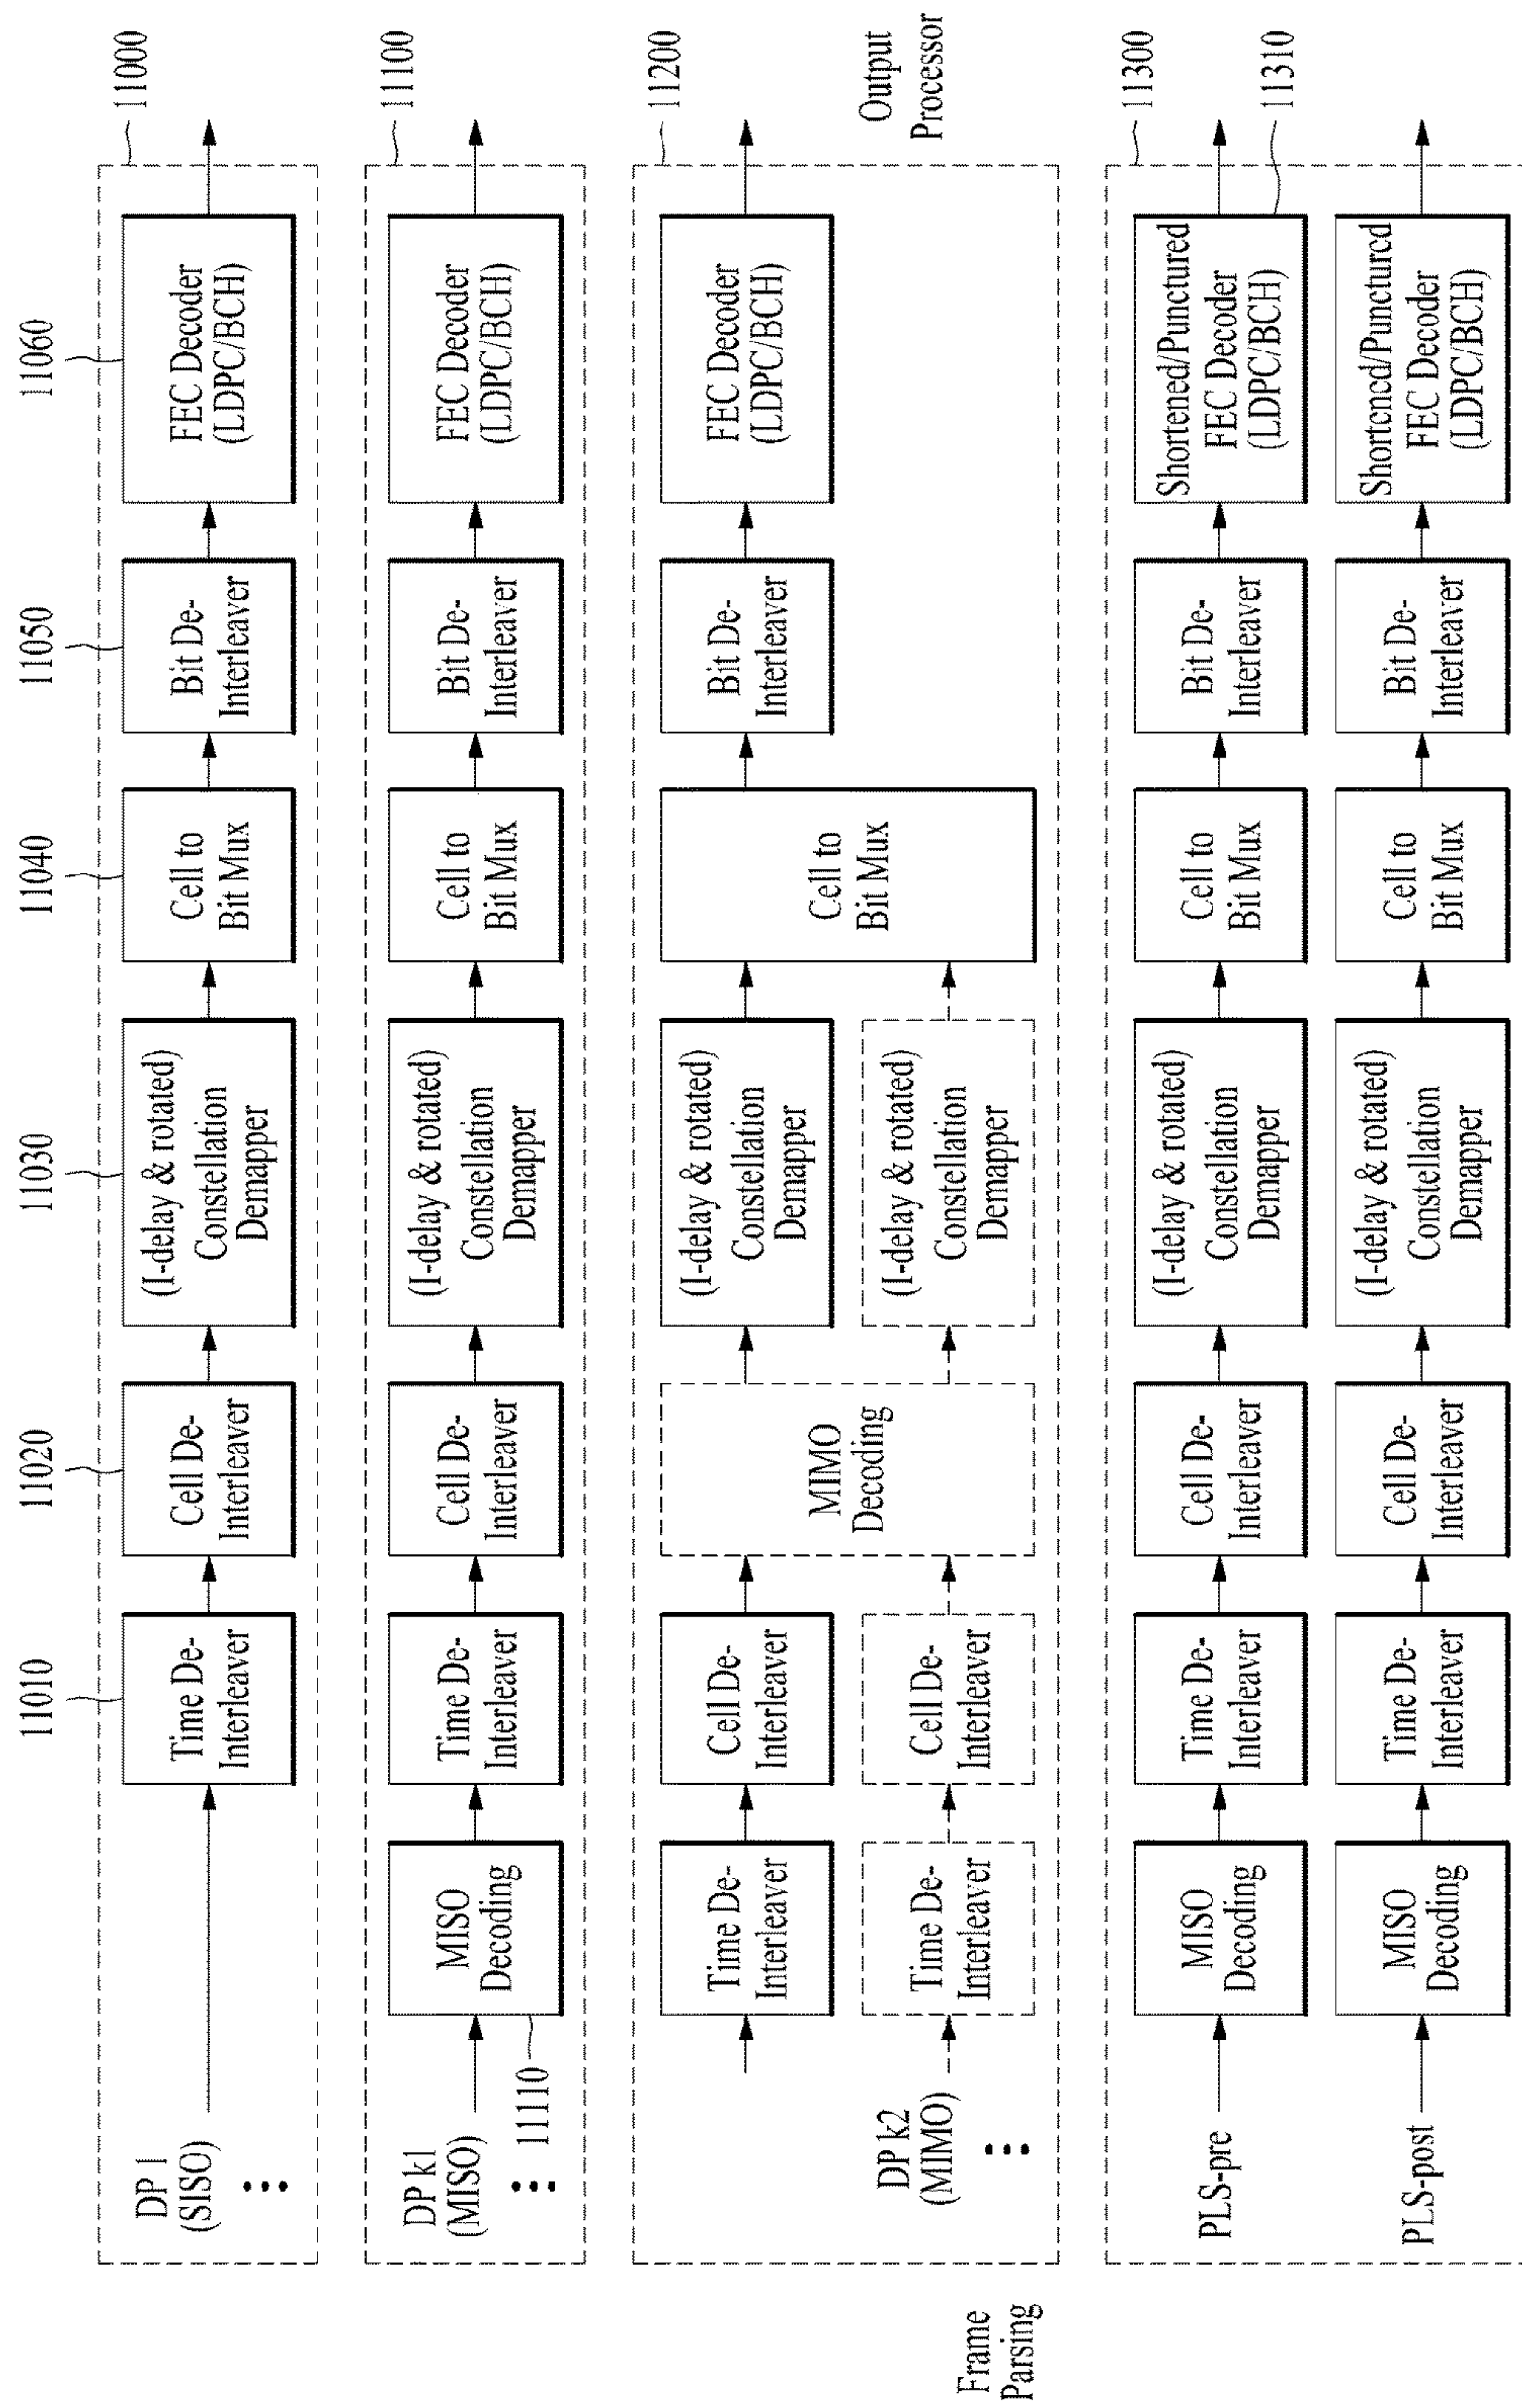 11010
11020
11030
11040
11050
11060
11000
DP 1
(SISO)
Time De-
Interleaver
Cell De-
Interleaver
(I-delay & rotated)
Constellation
Demapper
Cell to
Bit Mux
Bit De-
Interleaver
FEC Decoder
(LDPC/BCH)
11100
DP k1
(MISO)
11110
MISO
Decoding
Time De-
Interleaver
Cell De-
Interleaver
(I-delay & rotated)
Constellation
Demapper
Cell to
Bit Mux
Bit De-
Interleaver
FEC Decoder
(LDPC/BCH)
11200
Time De-
Interleaver
Cell De-
Interleaver
MIMO
Decoding
(I-delay & rotated)
Constellation
Demapper
Cell to
Bit Mux
Bit De-
Interleaver
FEC Decoder
(LDPC/BCH)
DP k2
(MIMO)
Time De-
Interleaver
Cell De-
Interleaver
(I-delay & rotated)
Constellation
Demapper
Frame
Parsing
Output
Processor
11300
PLS-pre
MISO
Decoding
Time De-
Interleaver
Cell De-
Interleaver
(I-delay & rotated)
Constellation
Demapper
Cell to
Bit Mux
Bit De-
Interleaver
Shortened/Punctured
FEC Decoder
(LDPC/BCH)
11310
PLS-post
MISO
Decoding
Time De-
Interleaver
Cell De-
Interleaver
(I-delay & rotated)
Constellation
Demapper
Cell to
Bit Mux
Bit De-
Interleaver
Shortened/Punctured
FEC Decoder
(LDPC/BCH)